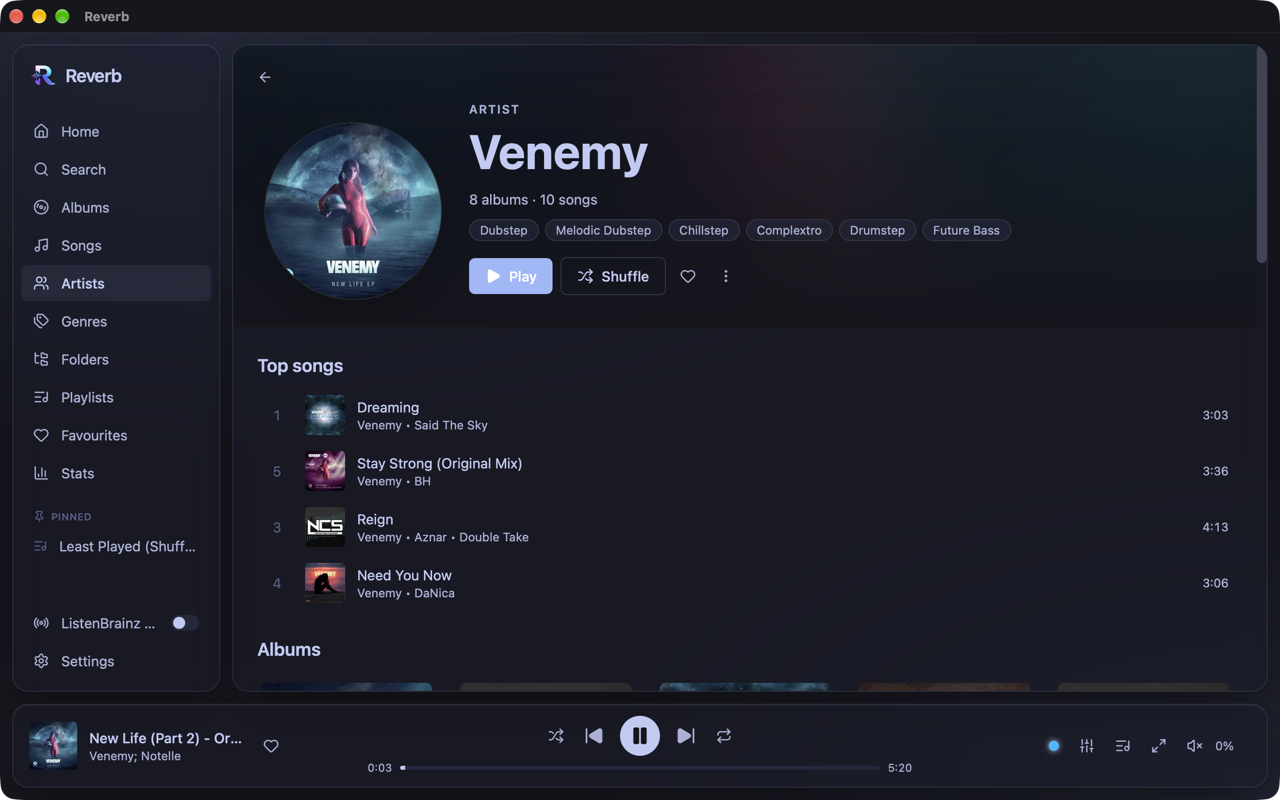 Reverb
Reverb
Home
Search
Albums
Songs
Artists
Genres
Folders
Playlists
Favourites
Stats
PINNED
Least Played (Shuff...
ListenBrainz ...
Settings
ARTIST
Venemy
8 albums · 10 songs
Dubstep
Melodic Dubstep
Chillstep
Complextro
Drumstep
Future Bass
Play
Shuffle
VENEMY
NEW LIFE EP
Top songs
1
Dreaming
Venemy • Said The Sky
3:03
5
Stay Strong (Original Mix)
Venemy • BH
3:36
3
NCS
Reign
Venemy • Aznar • Double Take
4:13
4
Need You Now
Venemy • DaNica
3:06
Albums
New Life (Part 2) - Or...
Venemy; Notelle
0:03
5:20
0%